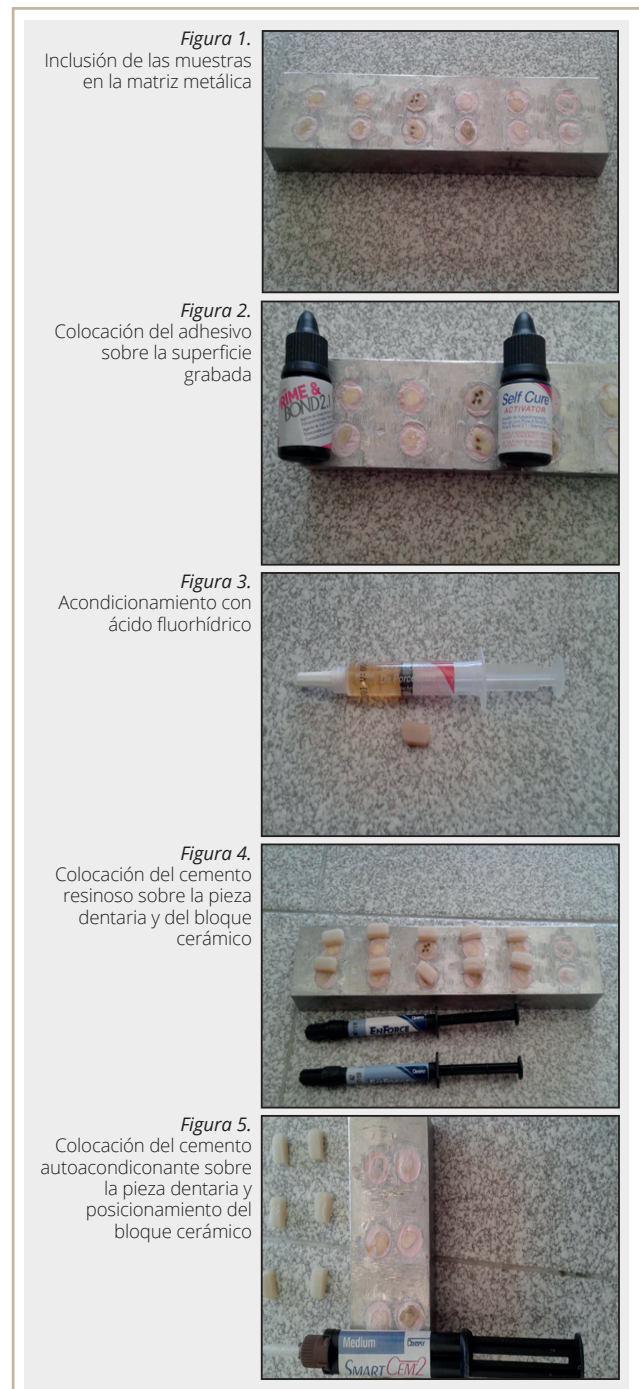 Figura 1.
Inclusión de las muestras
en la matriz metálica
Figura 2.
Colocación del adhesivo
sobre la superficie
grabada
PRIME &
BOND 2.1
Self Cure
ACTIVATOR
Figura 3.
Acondicionamiento con
ácido fluorhídrico
Figura 4.
Colocación del cemento
resinoso sobre la pieza
dentaria y del bloque
cerámico
ENFORCE
Figura 5.
Colocación del cemento
autoacondiconante sobre
la pieza dentaria y
posicionamiento del
bloque cerámico
Medium
SMARTCEM2